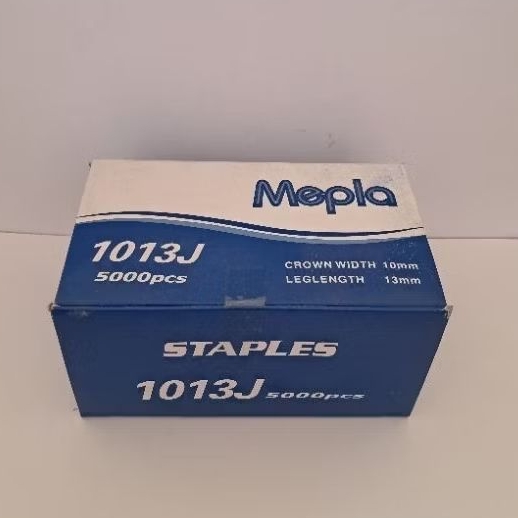 Mepla
1013J
5000pcs
CROWN WIDTH 10mm
LEGLENGTH 13mm
STAPLES
1013J 5000pcs